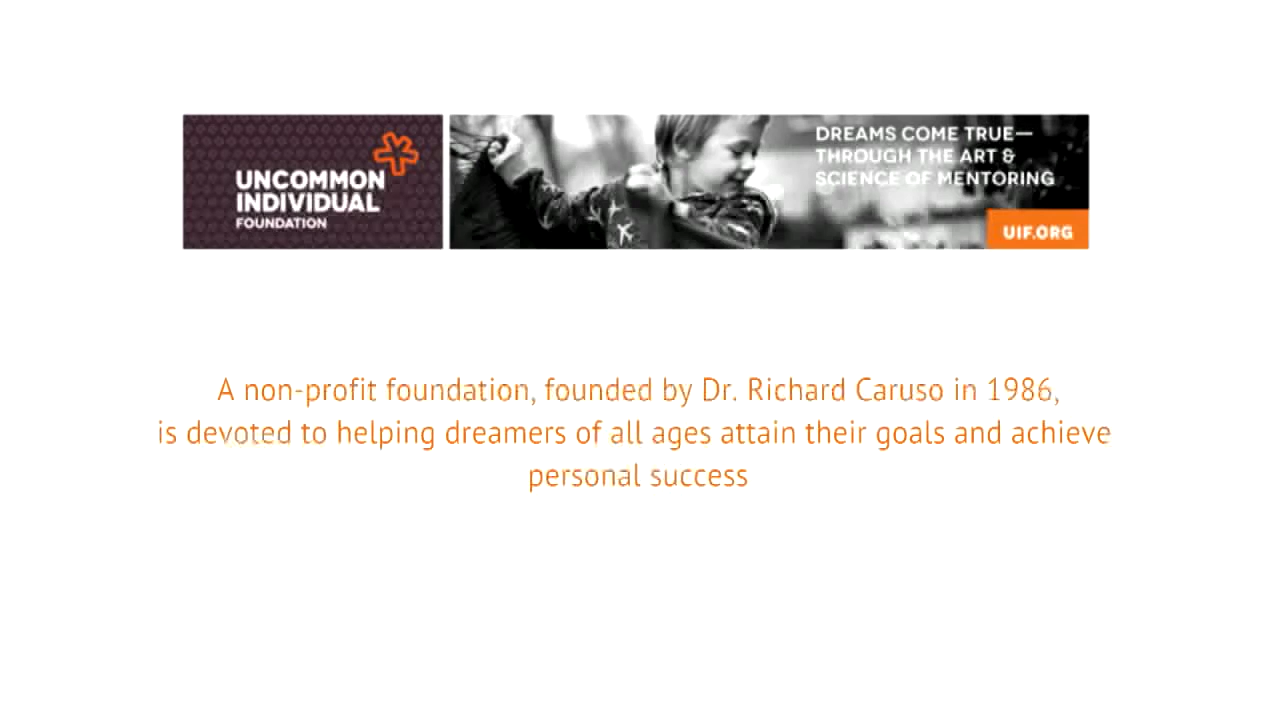 UNCOMMON
INDIVIDUAL
FOUNDATION
DREAMS COME TRUE—
THROUGH THE ART &
SCIENCE OF MENTORING
UIF.ORG
A non-profit foundation, founded by Dr. Richard Caruso in 1986,
is devoted to helping dreamers of all ages attain their goals and achieve
personal success